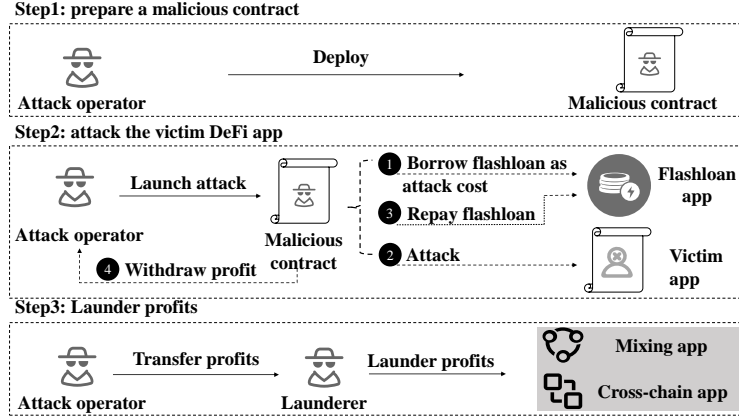 Step1: prepare a malicious contract
Deploy
Attack operator
Malicious contract
Step2: attack the victim DeFi app
Launch attack
Attack operator
Malicious
contract
1 Borrow flashloan as
attack cost
3 Repay flashloan
2 Attack
4 Withdraw profit
Flashloan
app
Victim
app
Step3: Launder profits
Transfer profits
Launder profits
Attack operator
Launderer
Mixing app
Cross-chain app